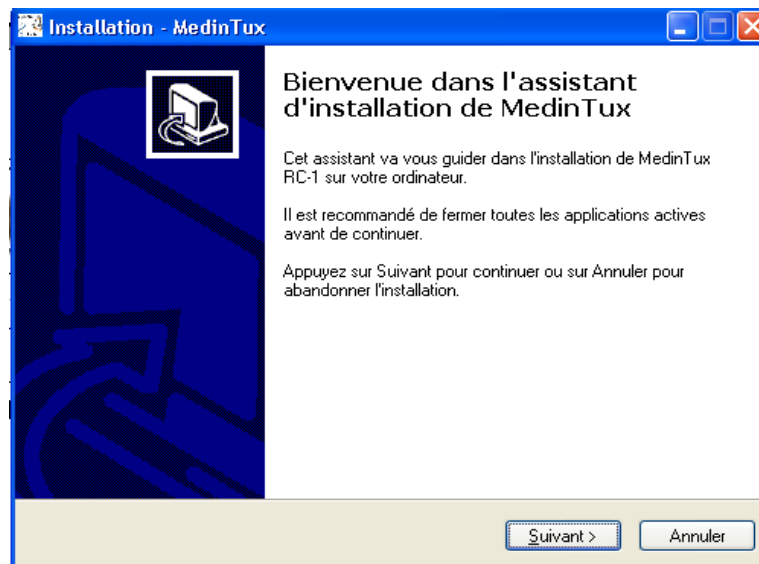 Installation - MedinTux
Bienvenue dans l'assistant
d'installation de MedinTux
Cet assistant va vous guider dans l'installation de MedinTux
RC-1 sur votre ordinateur.
Il est recommandé de fermer toutes les applications actives
avant de continuer.
Appuyez sur Suivant pour continuer ou sur Annuler pour
abandonner l'installation.
Suivant >
Annuler